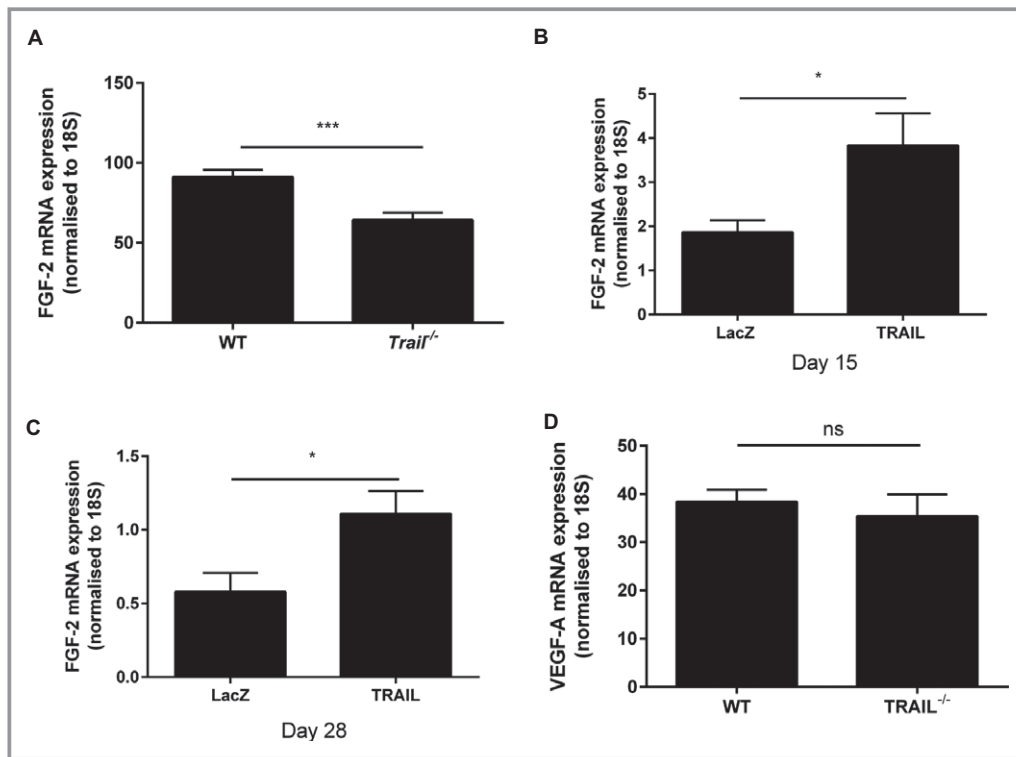 A
FGF-2 mRNA expression
(normalised to 18S)
150
100
50
0
***
WT
Trail-/-
B
FGF-2 mRNA expression
(normalised to 18S)
5
4
3
2
1
0
*
LacZ
TRAIL
Day 15
C
FGF-2 mRNA expression
(normalised to 18S)
1.5
1.0
0.5
0.0
*
LacZ
TRAIL
Day 28
D
VEGF-A mRNA expression
(normalised to 18S)
50
40
30
20
10
0
ns
WT
TRAIL-/-